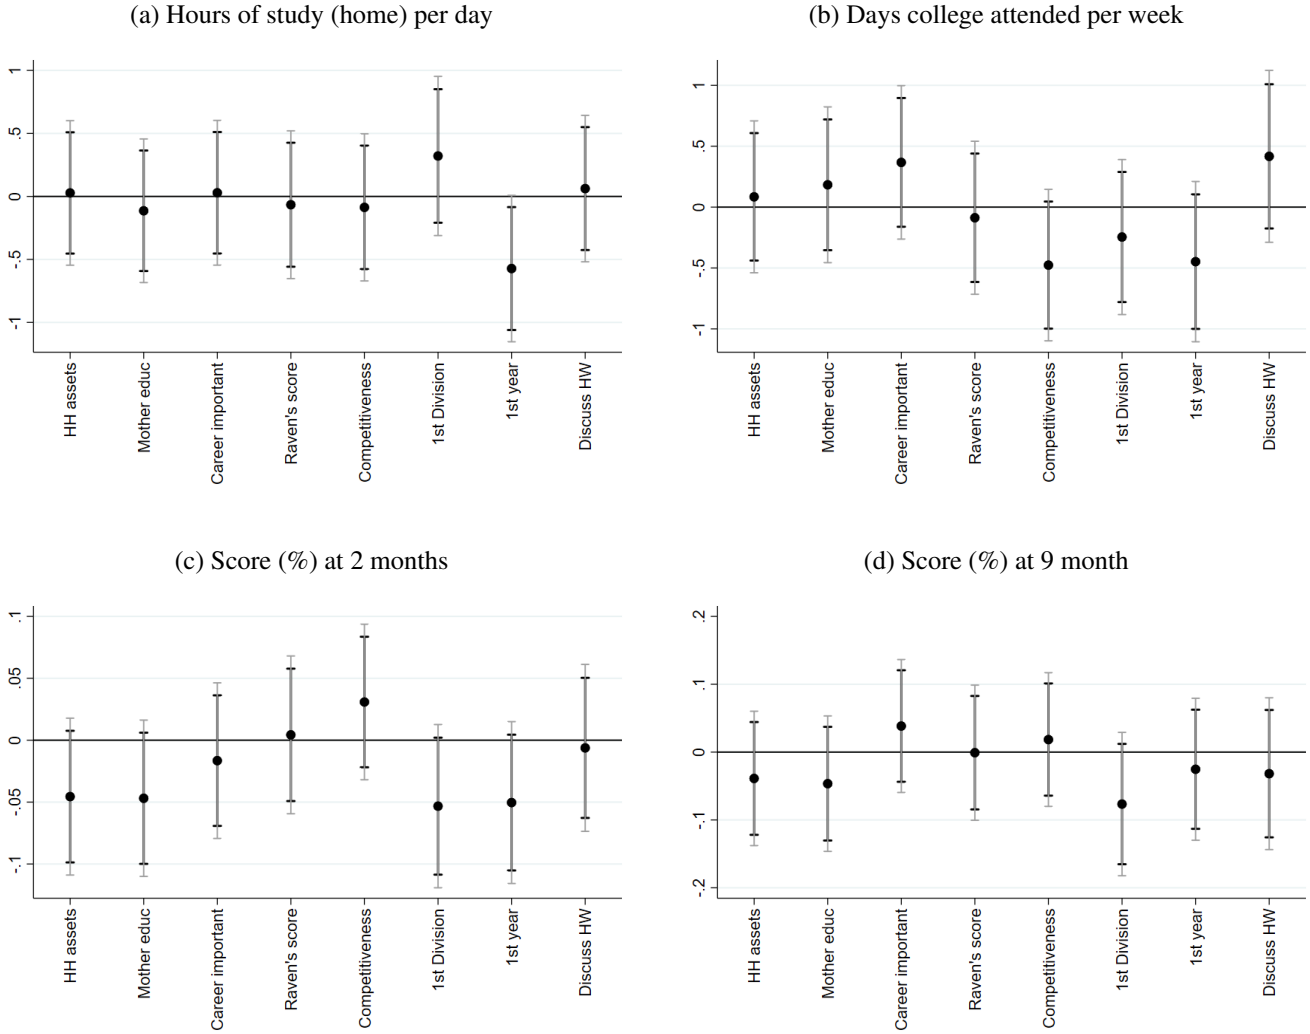 (a) Hours of study (home) per day
1
.5
0
-.5
-1
HH assets
Mother educ
Career important
Raven's score
Competitiveness
1st Division
1st year
Discuss HW
(b) Days college attended per week
1
.5
0
-.5
-1
HH assets
Mother educ
Career important
Raven's score
Competitiveness
1st Division
1st year
Discuss HW
(c) Score (%) at 2 months
.1
.05
0
-.05
-.1
HH assets
Mother educ
Career important
Raven's score
Competitiveness
1st Division
1st year
Discuss HW
(d) Score (%) at 9 month
.2
.1
0
-.1
-.2
HH assets
Mother educ
Career important
Raven's score
Competitiveness
1st Division
1st year
Discuss HW